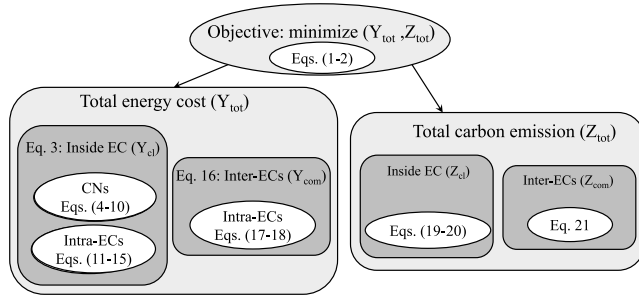 Objective: minimize (Y_tot ,Z_tot)
Eqs. (1-2)
Total energy cost (Y_tot)
Eq. 3: Inside EC (Y_cl)
CNs
Eqs. (4-10)
Intra-ECs
Eqs. (11-15)
Eq. 16: Inter-ECs (Y_com)
Intra-ECs
Eqs. (17-18)
Total carbon emission (Z_tot)
Inside EC (Z_cl)
Eqs. (19-20)
Inter-ECs (Z_com)
Eq. 21